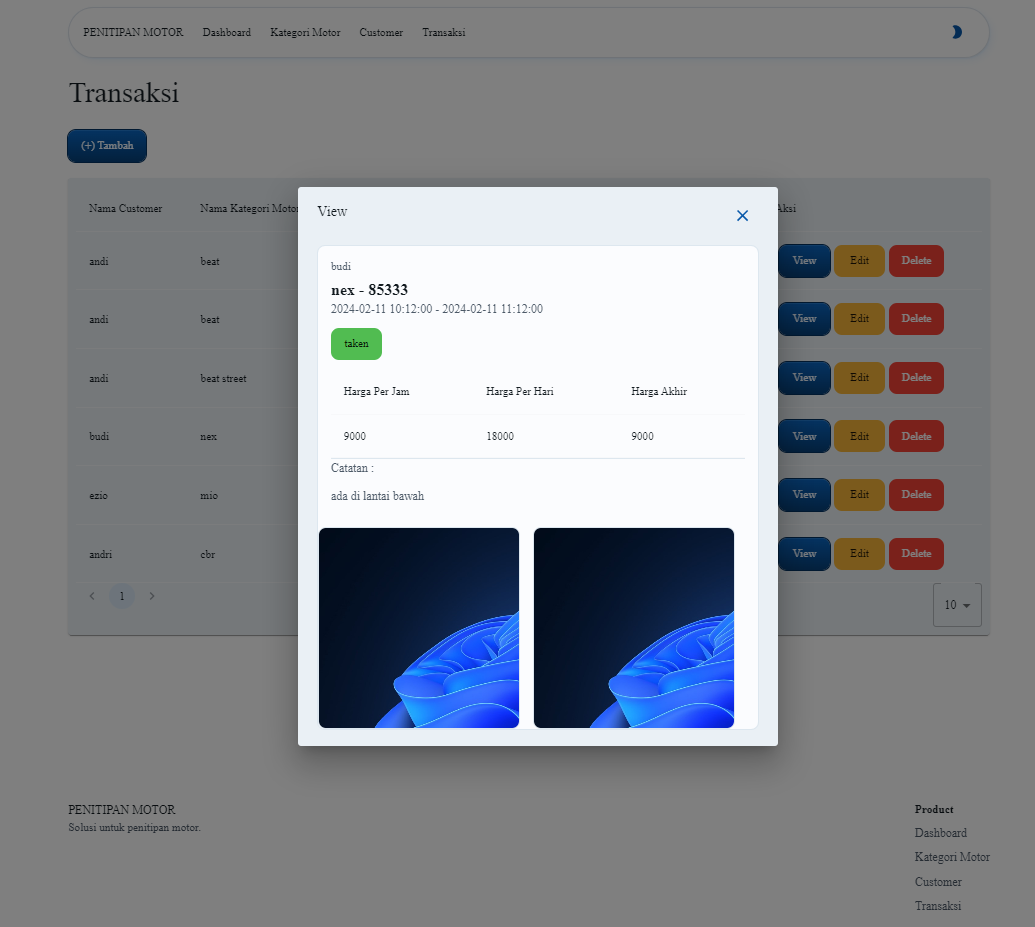 PENITIPAN MOTOR Dashboard Kategori Motor Customer Transaksi
Transaksi
(+) Tambah
Nama Customer Nama Kategori Motor Aksi
andi beat View Edit Delete
andi beat View Edit Delete
andi beat street View Edit Delete
budi nex View Edit Delete
ezio mio View Edit Delete
andri cbr View Edit Delete
1 10
View
budi
nex - 85333
2024-02-11 10:12:00 - 2024-02-11 11:12:00
taken
Harga Per Jam Harga Per Hari Harga Akhir
9000 18000 9000
Catatan :
ada di lantai bawah
PENITIPAN MOTOR
Solusi untuk penitipan motor.
Product
Dashboard
Kategori Motor
Customer
Transaksi